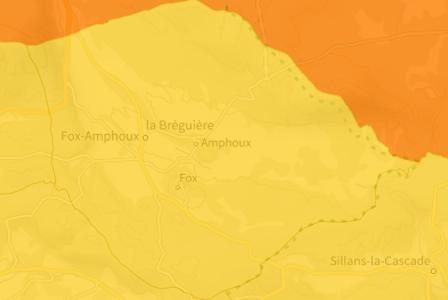 la Bréguière
Fox-Amphoux
Amphoux
Fox
Sillans-la-Cascade